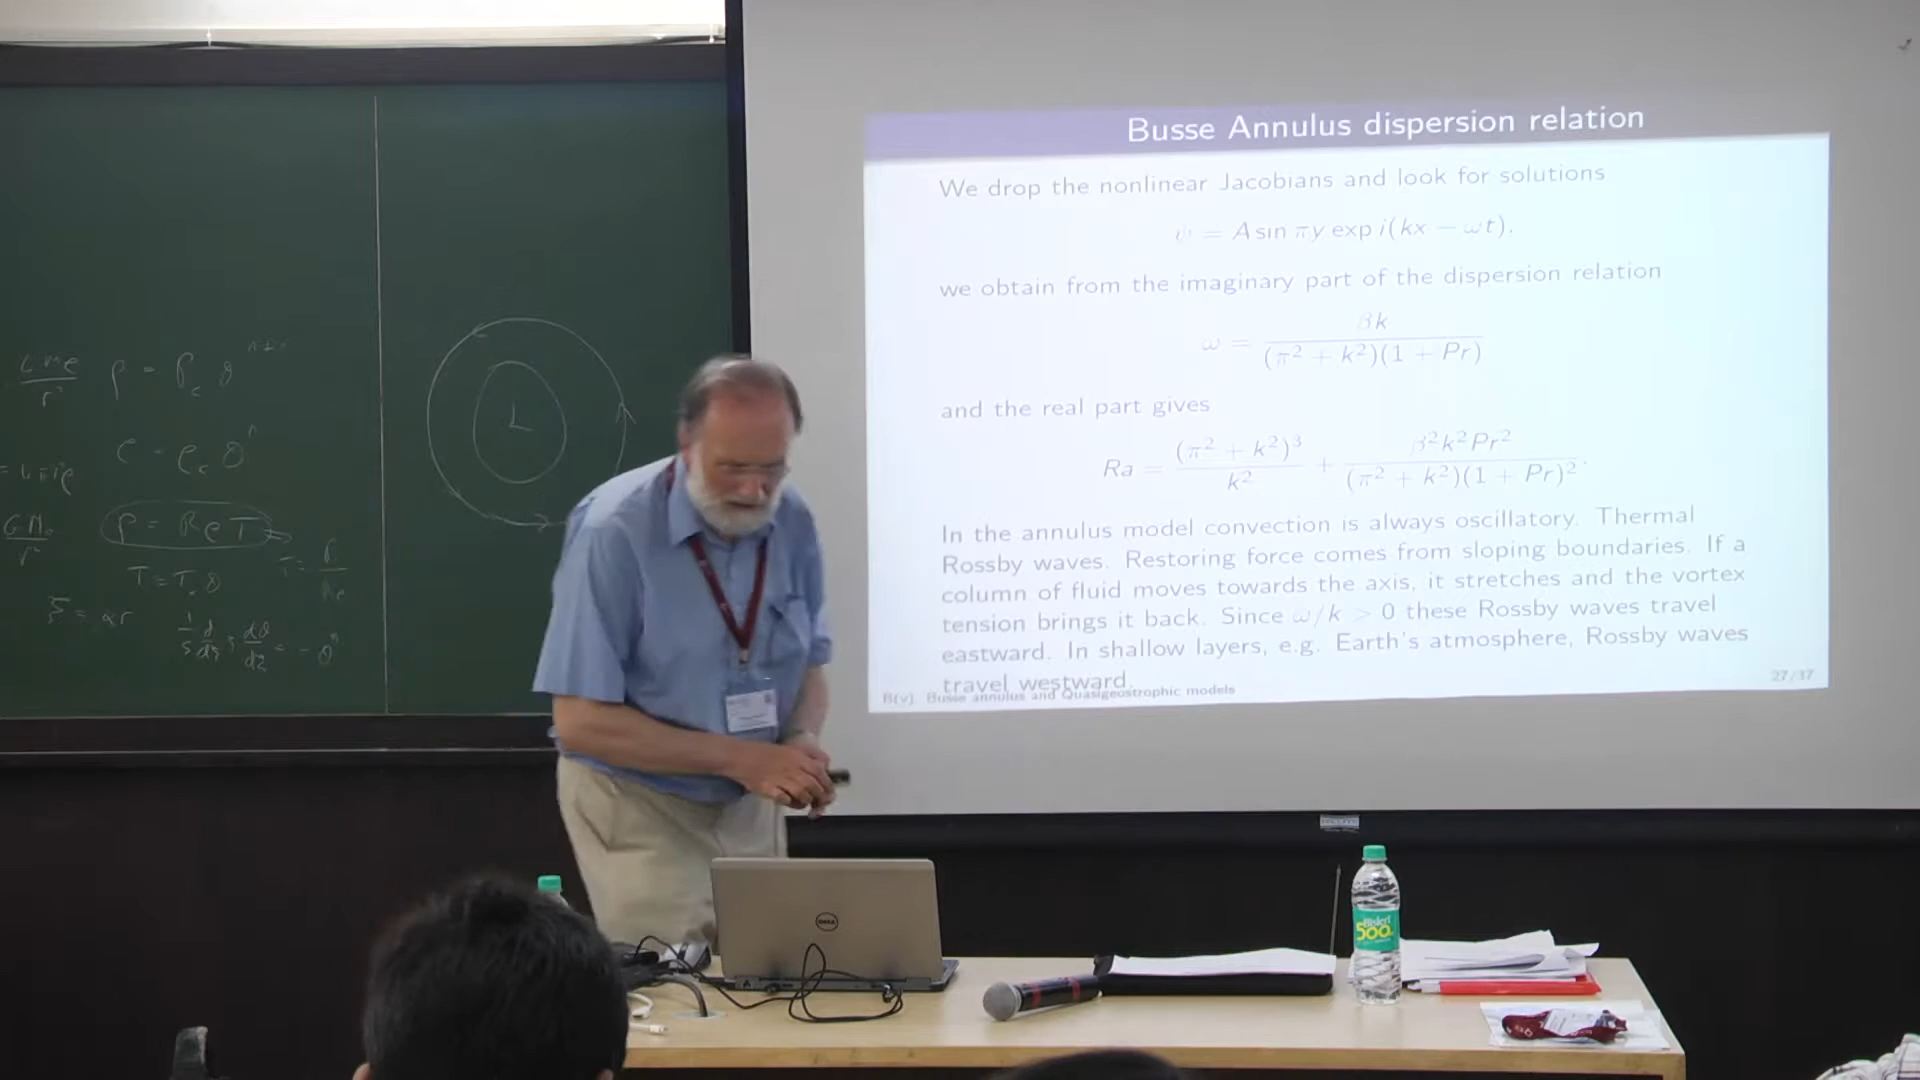 Busse Annulus dispersion relation
We drop the nonlinear Jacobians and look for solutions
ψ = A sin πy exp i(kx − ωt).
we obtain from the imaginary part of the dispersion relation
ω = βk / (π² + k²)(1 + Pr)
and the real part gives
Ra = (π² + k²)³ / k² + β²k²Pr² / (π² + k²)(1 + Pr)².
In the annulus model convection is always oscillatory. Thermal
Rossby waves. Restoring force comes from sloping boundaries. If a
column of fluid moves towards the axis, it stretches and the vortex
tension brings it back. Since ω/k > 0 these Rossby waves travel
eastward. In shallow layers, e.g. Earth's atmosphere, Rossby waves
travel westward.
B(v). Busse annulus and Quasigeostrophic models
27/37
DELL
Bisleri
500